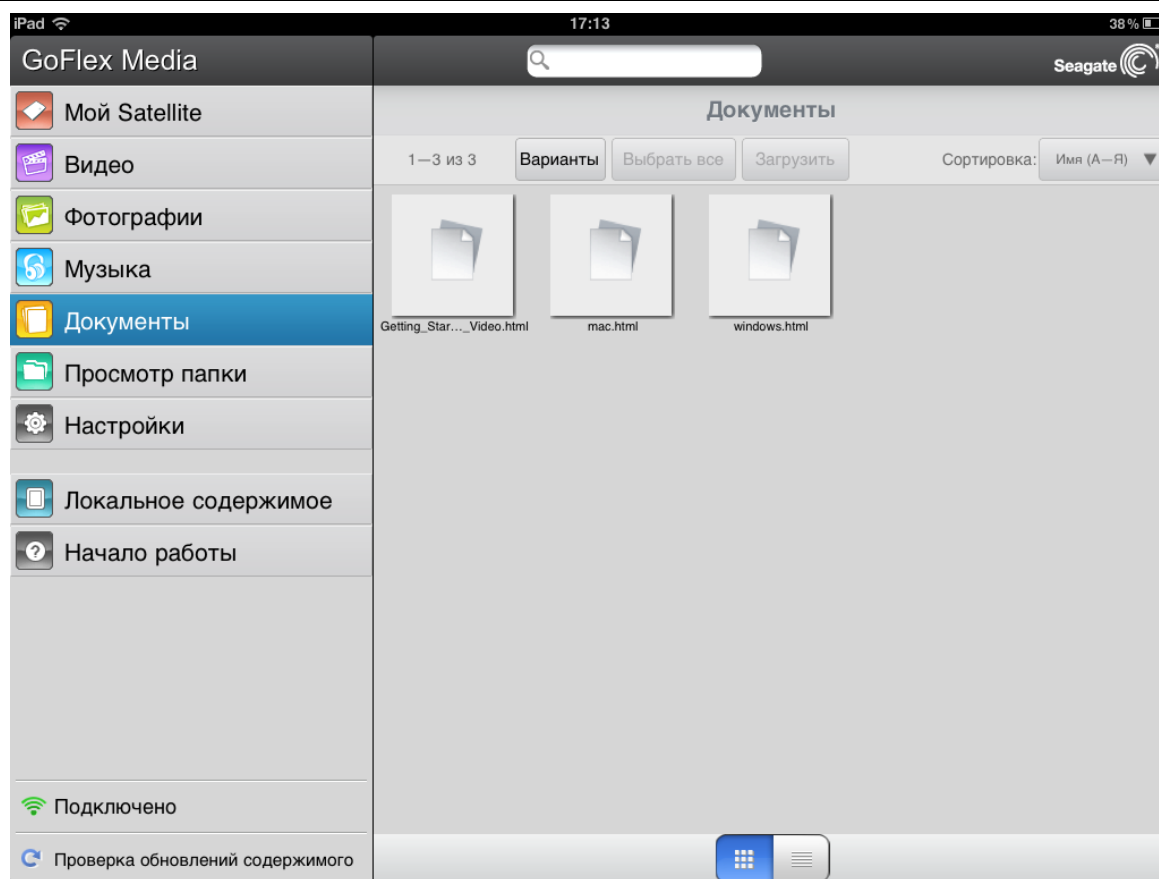 iPad 17:13 38 %
GoFlex Media
Seagate
Мой Satellite
Видео
Фотографии
Музыка
Документы
Просмотр папки
Настройки
Локальное содержимое
Начало работы
Подключено
Проверка обновлений содержимого
Документы
1—3 из 3 Варианты Выбрать все Загрузить Сортировка: Имя (А—Я)
Getting_Star..._Video.html mac.html windows.html